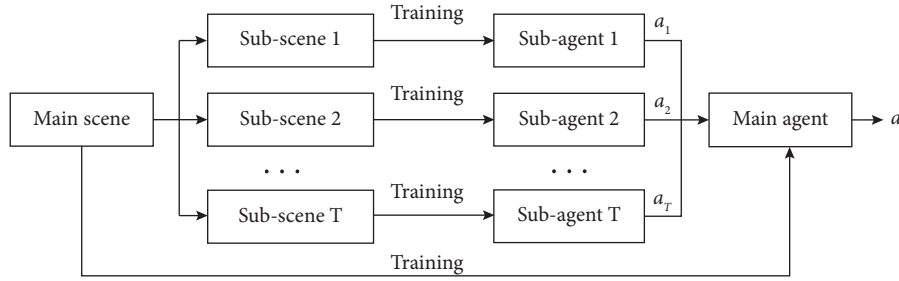 Training
Sub-scene 1
Sub-agent 1
a1
Training
Main scene
Sub-scene 2
Sub-agent 2
a2
Main agent
a
. . .
. . .
Training
Sub-scene T
Sub-agent T
aT
Training